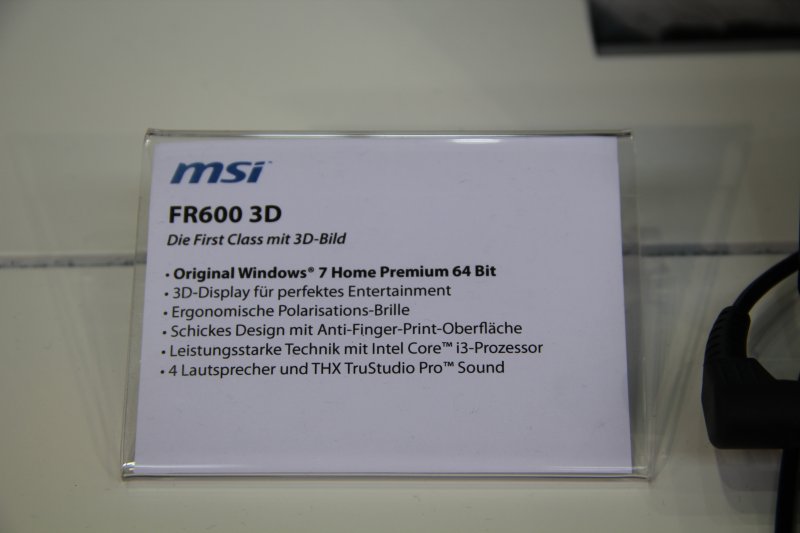 msi™
FR600 3D
Die First Class mit 3D-Bild
• Original Windows® 7 Home Premium 64 Bit
• 3D-Display für perfektes Entertainment
• Ergonomische Polarisations-Brille
• Schickes Design mit Anti-Finger-Print-Oberfläche
• Leistungsstarke Technik mit Intel Core™ i3-Prozessor
• 4 Lautsprecher und THX TruStudio Pro™ Sound